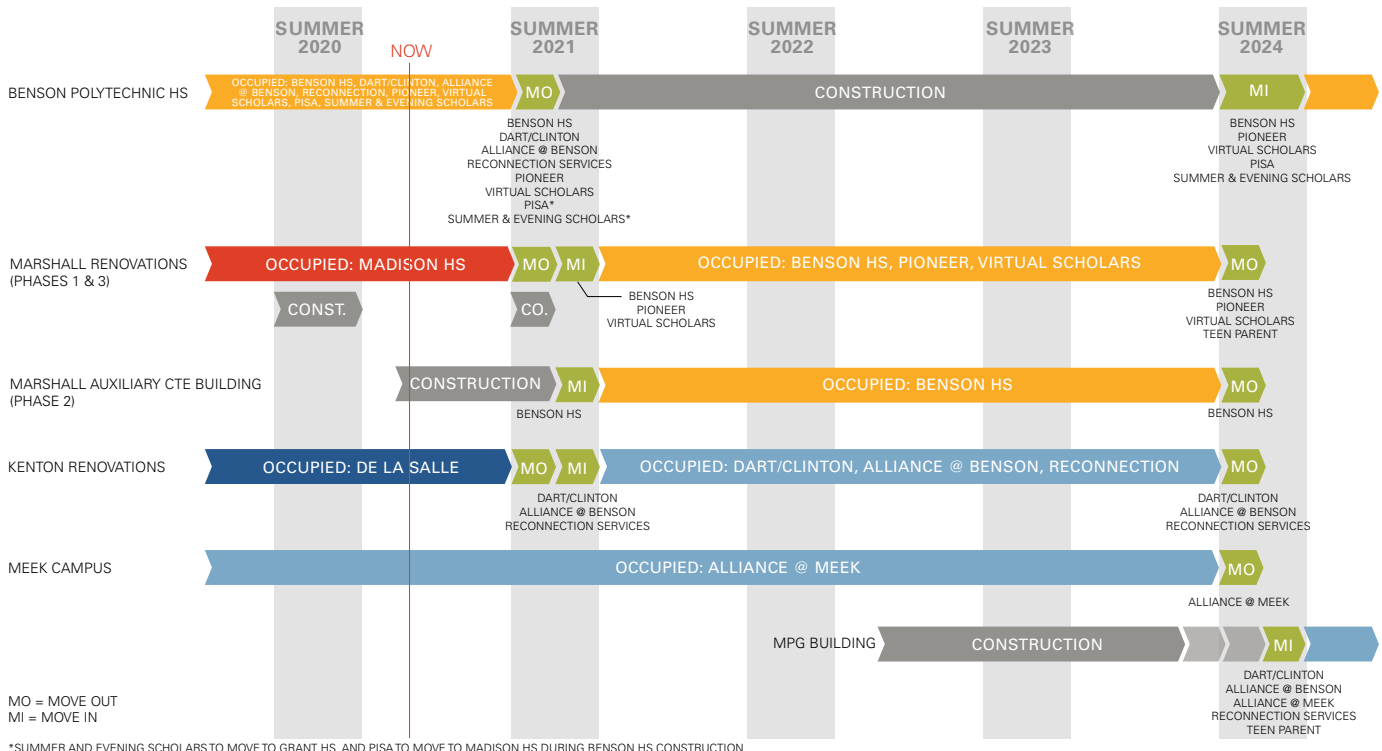 SUMMER
2020
SUMMER
2021
SUMMER
2022
SUMMER
2023
SUMMER
2024
NOW
BENSON POLYTECHNIC HS
OCCUPIED: BENSON HS, DART/CLINTON, ALLIANCE
@ BENSON, RECONNECTION, PIONEER, VIRTUAL
SCHOLARS, PISA, SUMMER & EVENING SCHOLARS
MO
CONSTRUCTION
MI
BENSON HS
DART/CLINTON
ALLIANCE @ BENSON
RECONNECTION SERVICES
PIONEER
VIRTUAL SCHOLARS
PISA*
SUMMER & EVENING SCHOLARS*
BENSON HS
PIONEER
VIRTUAL SCHOLARS
PISA
SUMMER & EVENING SCHOLARS
MARSHALL RENOVATIONS
(PHASES 1 & 3)
OCCUPIED: MADISON HS
MO
MI
OCCUPIED: BENSON HS, PIONEER, VIRTUAL SCHOLARS
MO
CONST.
CO.
BENSON HS
PIONEER
VIRTUAL SCHOLARS
BENSON HS
PIONEER
VIRTUAL SCHOLARS
TEEN PARENT
MARSHALL AUXILIARY CTE BUILDING
(PHASE 2)
CONSTRUCTION
MI
OCCUPIED: BENSON HS
MO
BENSON HS
BENSON HS
KENTON RENOVATIONS
OCCUPIED: DE LA SALLE
MO
MI
OCCUPIED: DART/CLINTON, ALLIANCE @ BENSON, RECONNECTION
MO
DART/CLINTON
ALLIANCE @ BENSON
RECONNECTION SERVICES
DART/CLINTON
ALLIANCE @ BENSON
RECONNECTION SERVICES
MEEK CAMPUS
OCCUPIED: ALLIANCE @ MEEK
MO
ALLIANCE @ MEEK
MPG BUILDING
CONSTRUCTION
MI
DART/CLINTON
ALLIANCE @ BENSON
ALLIANCE @ MEEK
RECONNECTION SERVICES
TEEN PARENT
MO = MOVE OUT
MI = MOVE IN
*SUMMER AND EVENING SCHOLARS TO MOVE TO GRANT HS, AND PISA TO MOVE TO MADISON HS DURING BENSON HS CONSTRUCTION